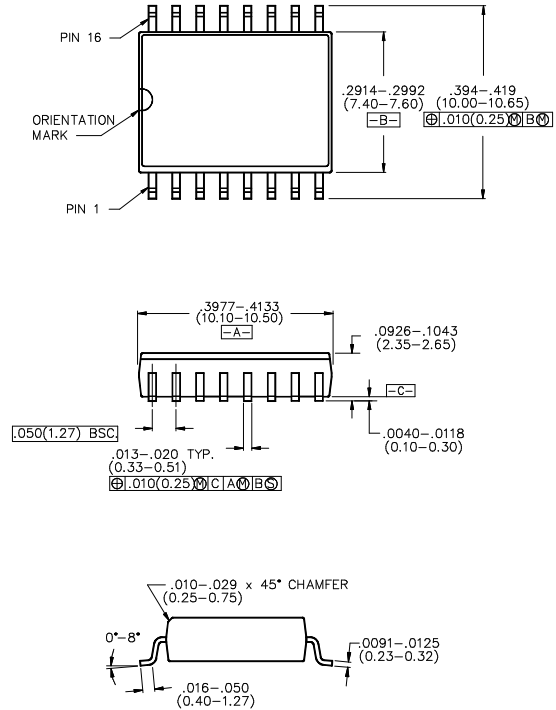 PIN 16
ORIENTATION
MARK
PIN 1
.2914–.2992
(7.40–7.60)
–B–
.394–.419
(10.00–10.65)
⌖ .010(0.25)Ⓜ BⓂ
.3977–.4133
(10.10–10.50)
–A–
.0926–.1043
(2.35–2.65)
–C–
.050(1.27) BSC.
.0040–.0118
(0.10–0.30)
.013–.020 TYP.
(0.33–0.51)
⌖ .010(0.25)Ⓜ C AⓂ BⓈ
.010–.029 x 45° CHAMFER
(0.25–0.75)
0°–8°
.0091–.0125
(0.23–0.32)
.016–.050
(0.40–1.27)